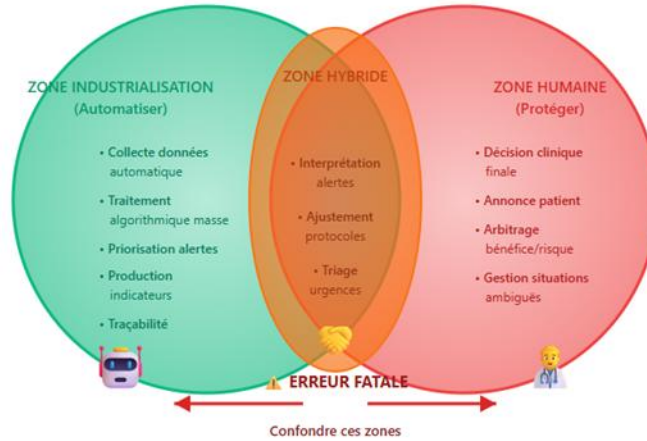 ZONE INDUSTRIALISATION
(Automatiser)
• Collecte données
automatique
• Traitement
algorithmique masse
• Priorisation alertes
• Production
indicateurs
• Traçabilité
ZONE HYBRIDE
• Interprétation
alertes
• Ajustement
protocoles
• Triage
urgences
ZONE HUMAINE
(Protéger)
• Décision clinique
finale
• Annonce patient
• Arbitrage
bénéfice/risque
• Gestion situations
ambiguës
⚠️ ERREUR FATALE
Confondre ces zones